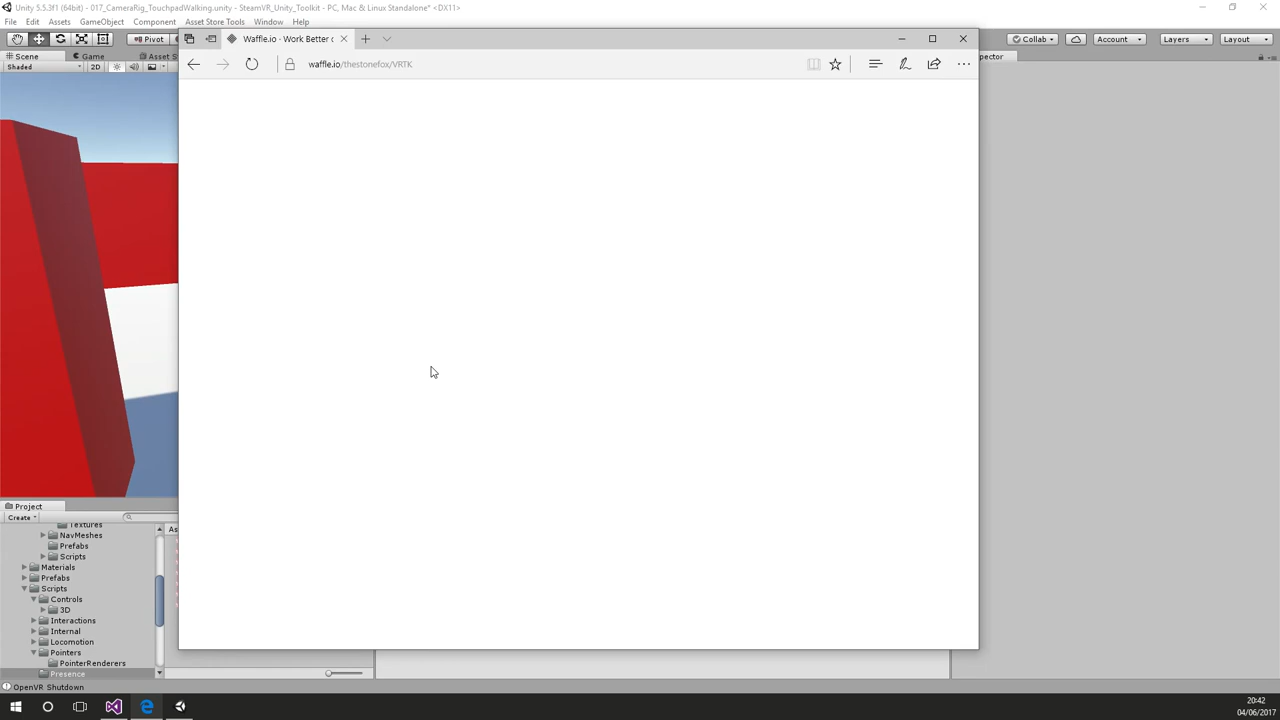 Unity 5.5.3f1 (64bit) - 017_CameraRig_TouchpadWalking.unity - SteamVR_Unity_Toolkit - PC, Mac & Linux Standalone* <DX11>
File Edit Assets GameObject Component Asset Store Tools Window Help
Pivot
Collab
Account
Layers
Layout
Scene
Game
Asset S
pector
Shaded
2D
Waffle.io - Work Better o
waffle.io/thestonefox/VRTK
Project
Create
As
Textures
NavMeshes
Prefabs
Scripts
Materials
Prefabs
Scripts
Controls
3D
Interactions
Internal
Locomotion
Pointers
PointerRenderers
Presence
OpenVR Shutdown
20:42
04/06/2017